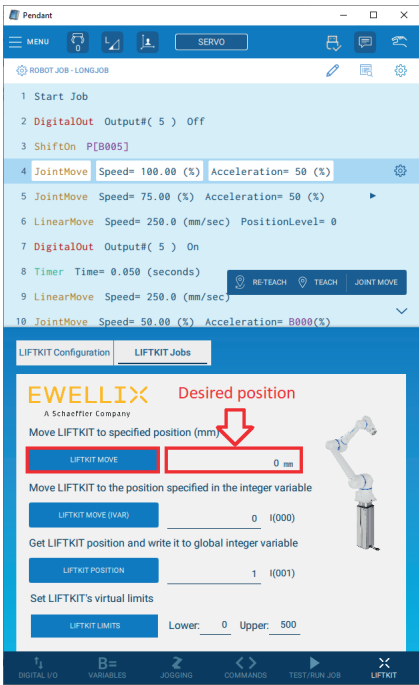 Pendant
MENU
0
L
SERVO
ROBOT JOB - LONGJOB
1 Start Job
2 DigitalOut Output#( 5 ) Off
3 ShiftOn P[B005]
4 JointMove Speed= 100.00 (%) Acceleration= 50 (%)
5 JointMove Speed= 75.00 (%) Acceleration= 50 (%)
6 LinearMove Speed= 250.0 (mm/sec) PositionLevel= 0
7 DigitalOut Output#( 5 ) On
8 Timer Time= 0.050 (seconds)
RE-TEACH TEACH JOINT MOVE
9 LinearMove Speed= 250.0 (mm/sec)
10 JointMove Speed= 50.00 (%) Acceleration= B000(%)
LIFTKIT Configuration LIFTKIT Jobs
EWELLIX
A Schaeffler Company
Desired position
Move LIFTKIT to specified position (mm)
LIFTKIT MOVE 0 mm
Move LIFTKIT to the position specified in the integer variable
LIFTKIT MOVE (IVAR) 0 I(000)
Get LIFTKIT position and write it to global integer variable
LIFTKIT POSITION 1 I(001)
Set LIFTKIT's virtual limits
LIFTKIT LIMITS Lower: 0 Upper: 500
DIGITAL I/O VARIABLES JOGGING COMMANDS TEST/RUN JOB LIFTKIT